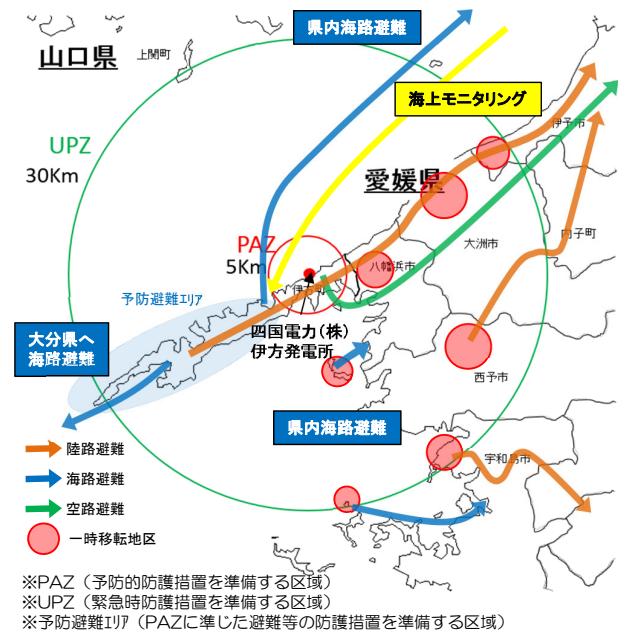 県内海路避難
山口県
上関町
海上モニタリング
伊予市
UPZ
30Km
愛媛県
PAZ
5Km
大洲市
内子町
八幡浜市
伊方町
予防避難ｴﾘｱ
四国電力（株）
伊方発電所
大分県へ
海路避難
西予市
県内海路避難
陸路避難
宇和島市
海路避難
空路避難
一時移転地区
※PAZ（予防的防護措置を準備する区域）
※UPZ（緊急時防護措置を準備する区域）
※予防避難ｴﾘｱ（PAZに準じた避難等の防護措置を準備する区域）